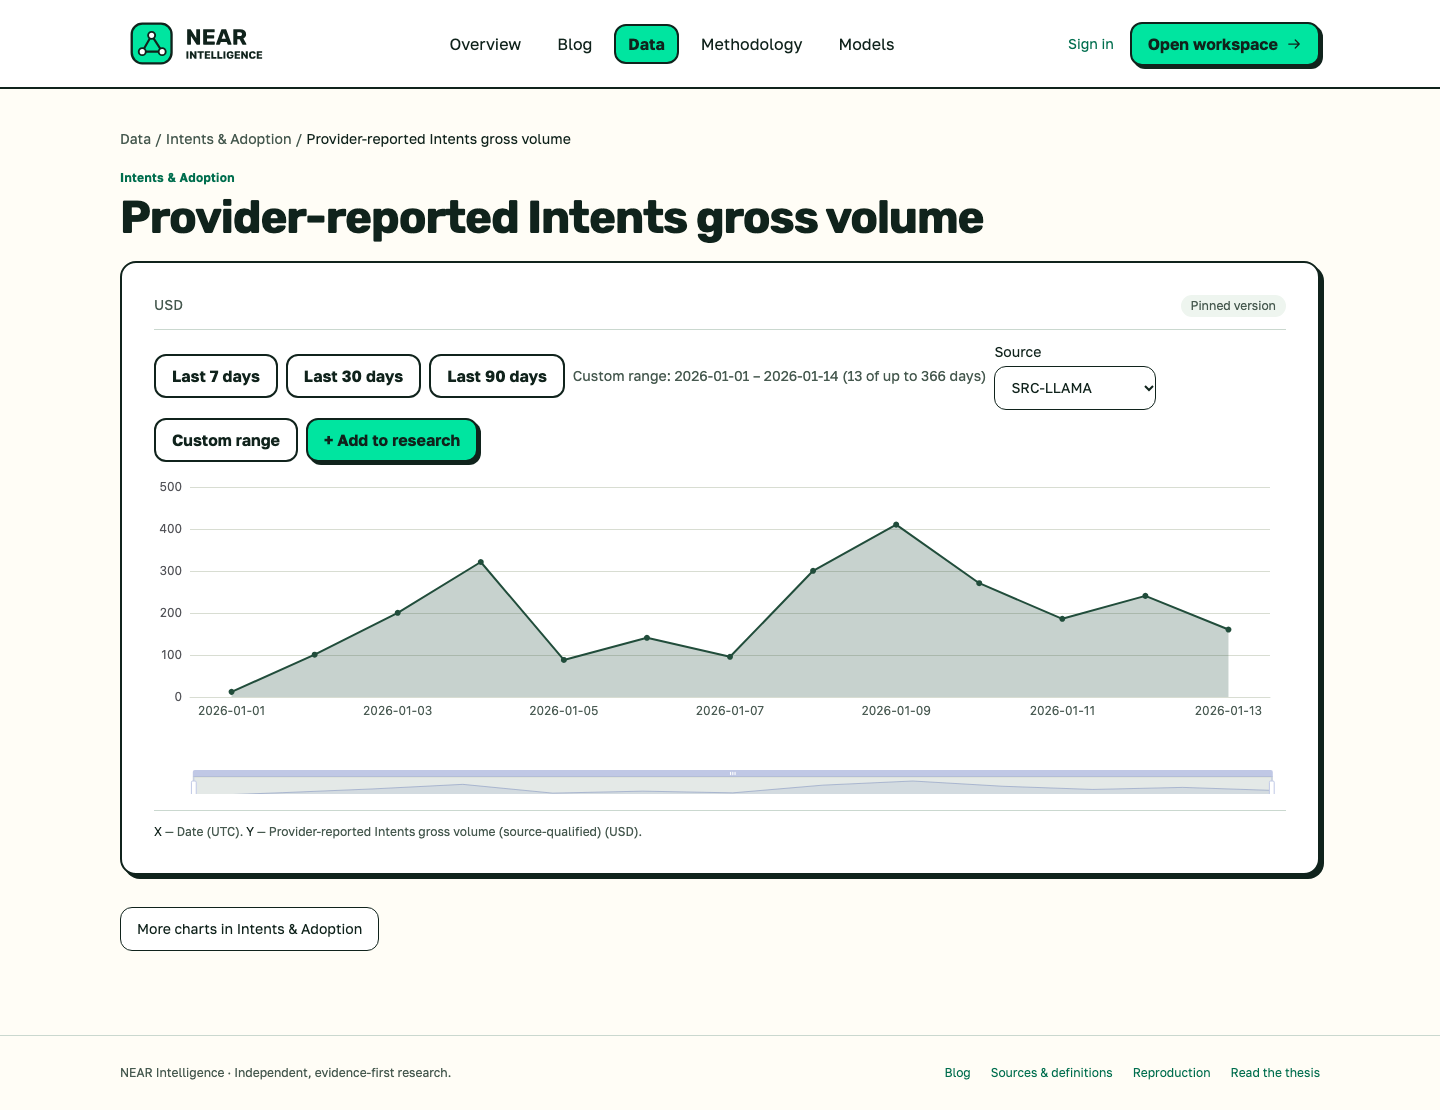 NEAR
INTELLIGENCE
Overview
Blog
Data
Methodology
Models
Sign in
Open workspace →
Data / Intents & Adoption / Provider-reported Intents gross volume
Intents & Adoption
Provider-reported Intents gross volume
USD
Pinned version
Last 7 days
Last 30 days
Last 90 days
Custom range: 2026-01-01 – 2026-01-14 (13 of up to 366 days)
Source
SRC-LLAMA
Custom range
+ Add to research
500
400
300
200
100
0
2026-01-01
2026-01-03
2026-01-05
2026-01-07
2026-01-09
2026-01-11
2026-01-13
X — Date (UTC). Y — Provider-reported Intents gross volume (source-qualified) (USD).
More charts in Intents & Adoption
NEAR Intelligence · Independent, evidence-first research.
Blog
Sources & definitions
Reproduction
Read the thesis